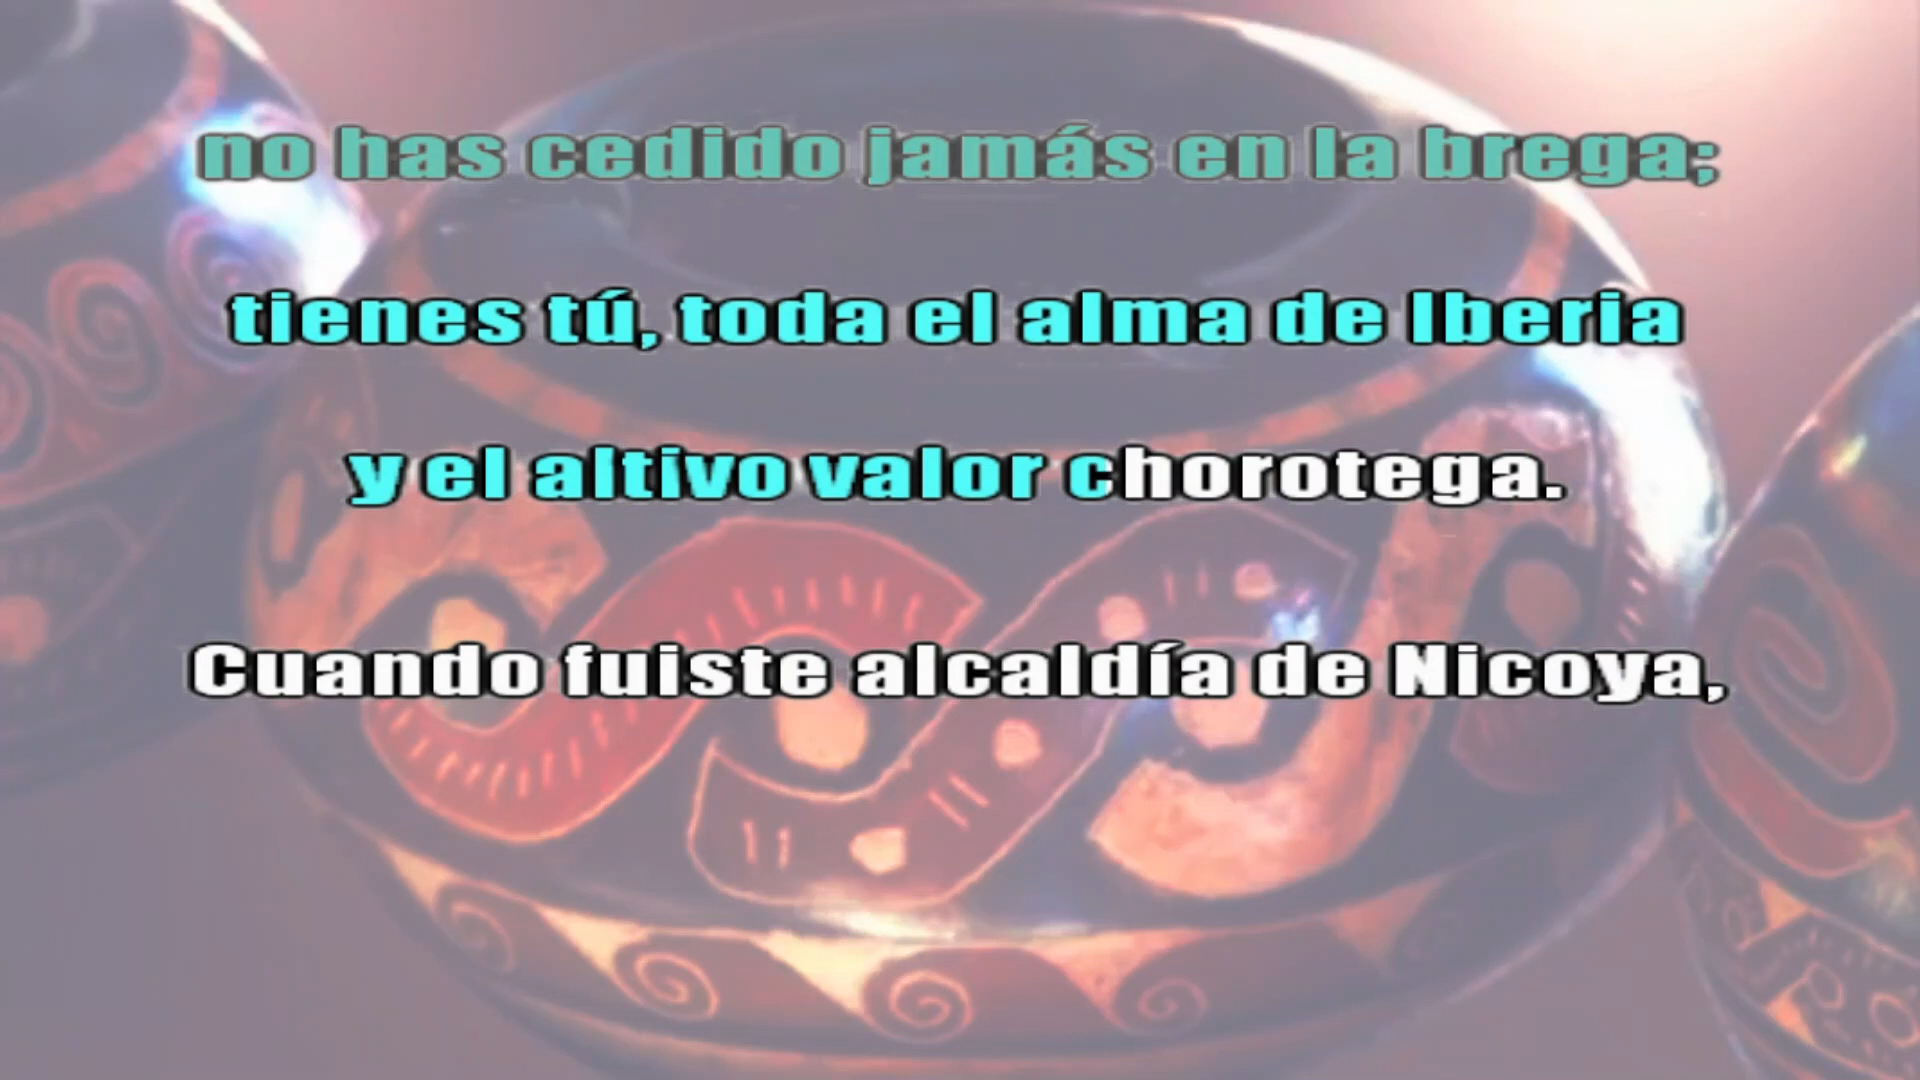 no has cedido jamás en la brega;
tienes tú, toda el alma de Iberia
y el altivo valor chorotega.
Cuando fuiste alcaldía de Nicoya,